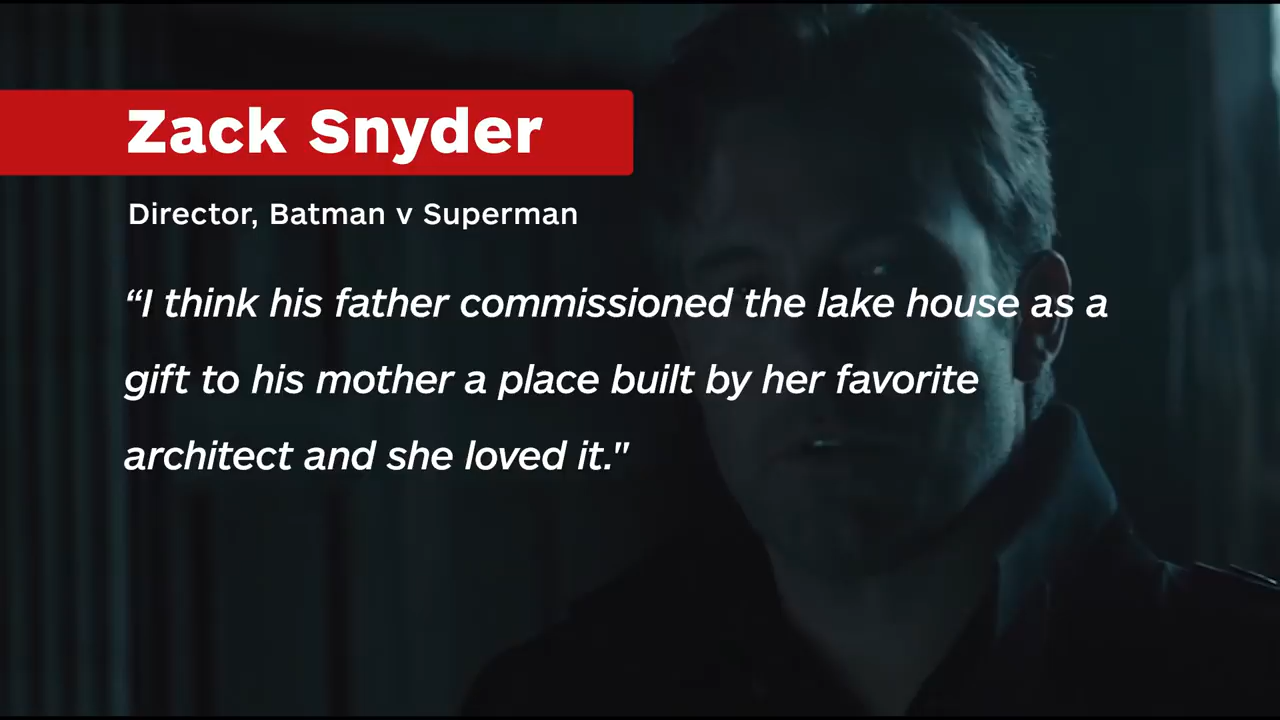 Zack Snyder
Director, Batman v Superman
“I think his father commissioned the lake house as a
gift to his mother a place built by her favorite
architect and she loved it."